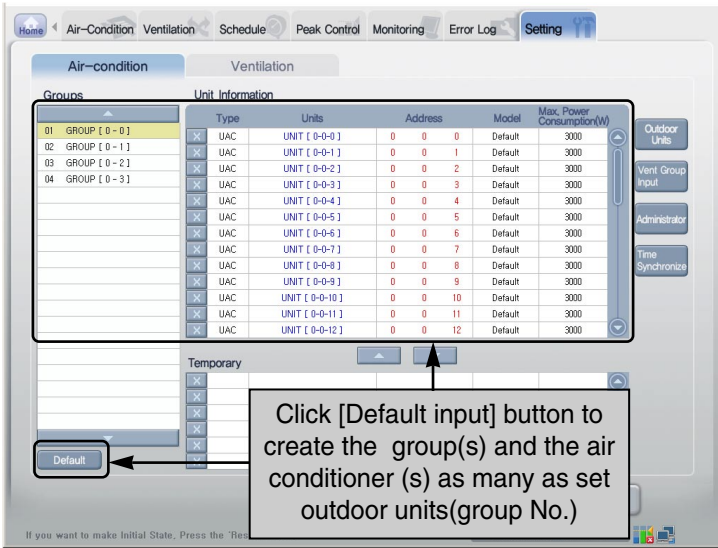 Home Air-Condition Ventilation Schedule Peak Control Monitoring Error Log Setting
Air-condition Ventilation
Groups Unit Information
Type Units Address Model Max, Power Consumption(W)
01 GROUP [ 0 - 0 ]
02 GROUP [ 0 - 1 ]
03 GROUP [ 0 - 2 ]
04 GROUP [ 0 - 3 ]
X UAC UNIT [ 0-0-0 ] 0 0 0 Default 3000
X UAC UNIT [ 0-0-1 ] 0 0 1 Default 3000
X UAC UNIT [ 0-0-2 ] 0 0 2 Default 3000
X UAC UNIT [ 0-0-3 ] 0 0 3 Default 3000
X UAC UNIT [ 0-0-4 ] 0 0 4 Default 3000
X UAC UNIT [ 0-0-5 ] 0 0 5 Default 3000
X UAC UNIT [ 0-0-6 ] 0 0 6 Default 3000
X UAC UNIT [ 0-0-7 ] 0 0 7 Default 3000
X UAC UNIT [ 0-0-8 ] 0 0 8 Default 3000
X UAC UNIT [ 0-0-9 ] 0 0 9 Default 3000
X UAC UNIT [ 0-0-10 ] 0 0 10 Default 3000
X UAC UNIT [ 0-0-11 ] 0 0 11 Default 3000
X UAC UNIT [ 0-0-12 ] 0 0 12 Default 3000
Outdoor
Units
Vent Group
Input
Administrator
Time
Synchronize
Temporary
X
X
X
X
X
X
Default
Click [Default input] button to
create the group(s) and the air
conditioner (s) as many as set
outdoor units(group No.)
If you want to make Initial State, Press the